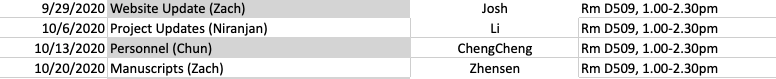 9/29/2020 Website Update (Zach) Josh Rm D509, 1.00-2.30pm
10/6/2020 Project Updates (Niranjan) Li Rm D509, 1.00-2.30pm
10/13/2020 Personnel (Chun) ChengCheng Rm D509, 1.00-2.30pm
10/20/2020 Manuscripts (Zach) Zhensen Rm D509, 1.00-2.30pm